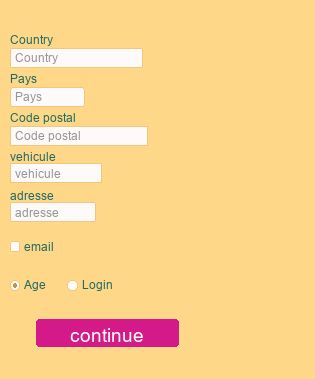 Country
Country
Pays
Pays
Code postal
Code postal
vehicule
vehicule
adresse
adresse
email
Age Login
continue